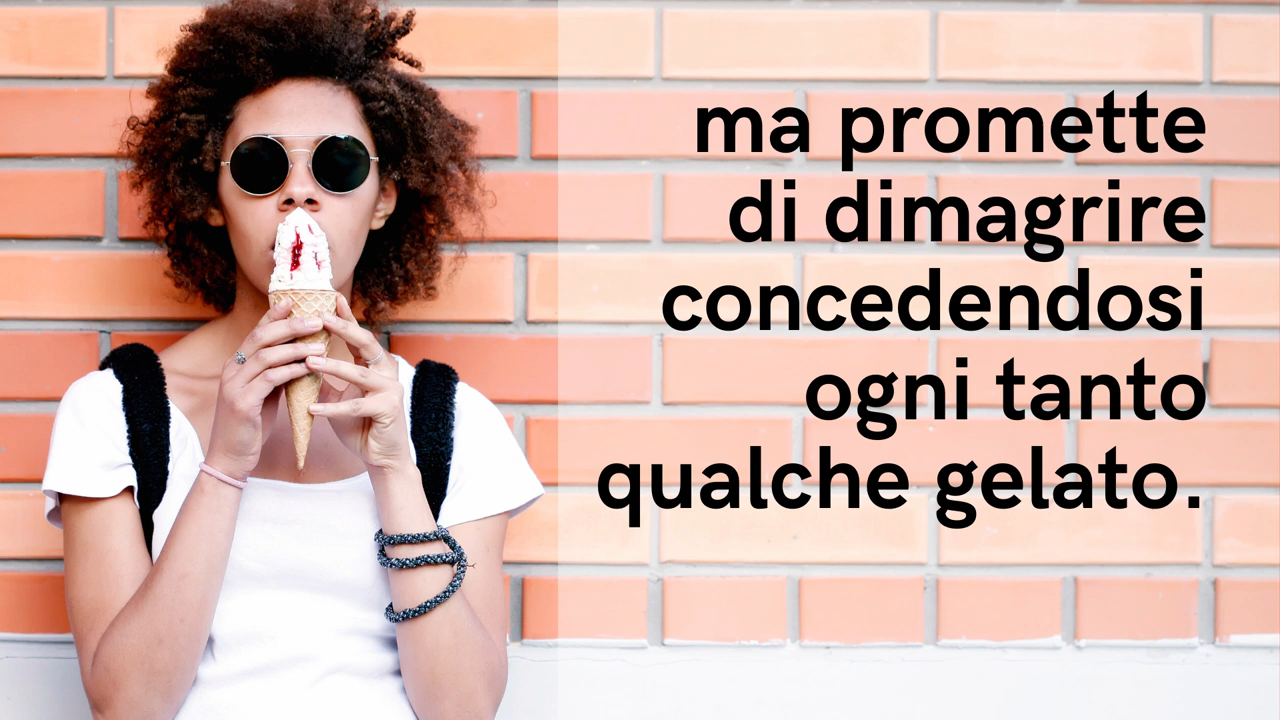 ma promette
di dimagrire
concedendosi
ogni tanto
qualche gelato.